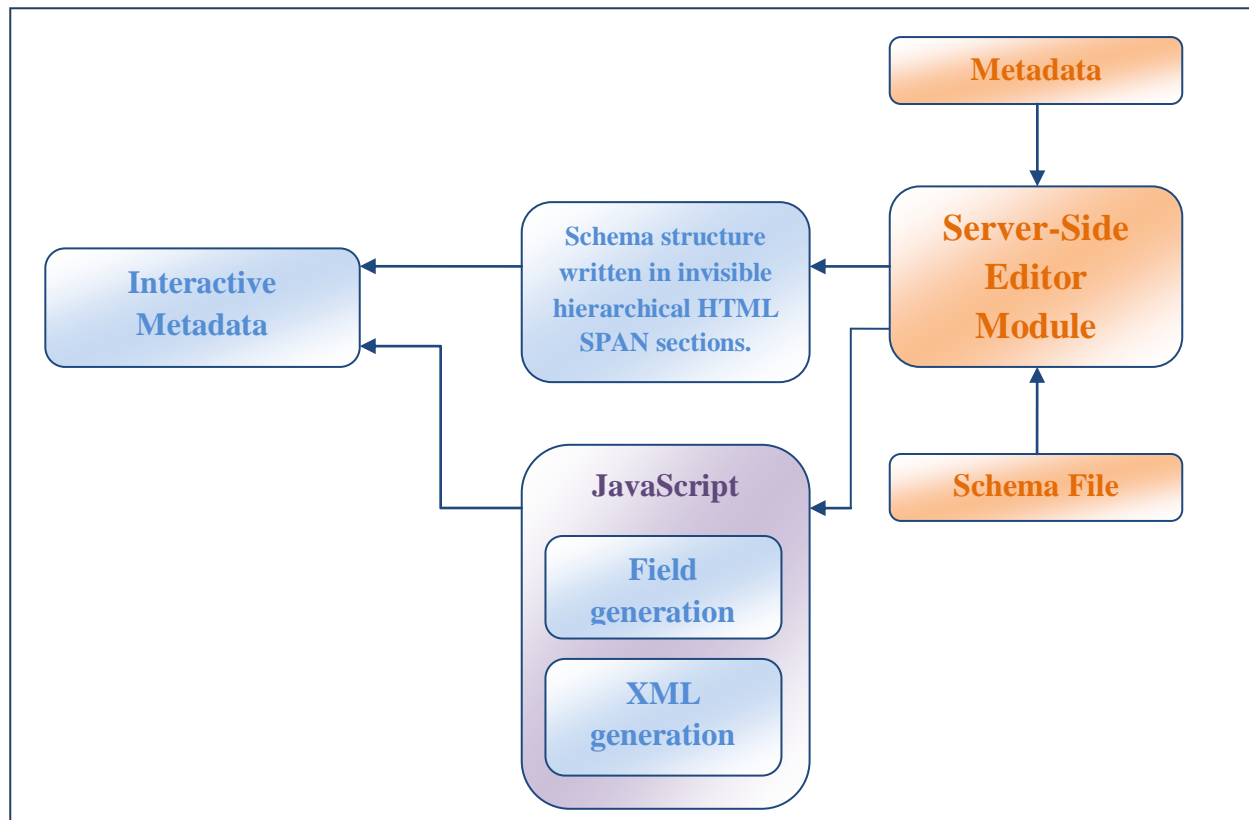 Metadata
Server-Side
Editor
Module
Schema structure
written in invisible
hierarchical HTML
SPAN sections.
Interactive
Metadata
JavaScript
Field
generation
XML
generation
Schema File